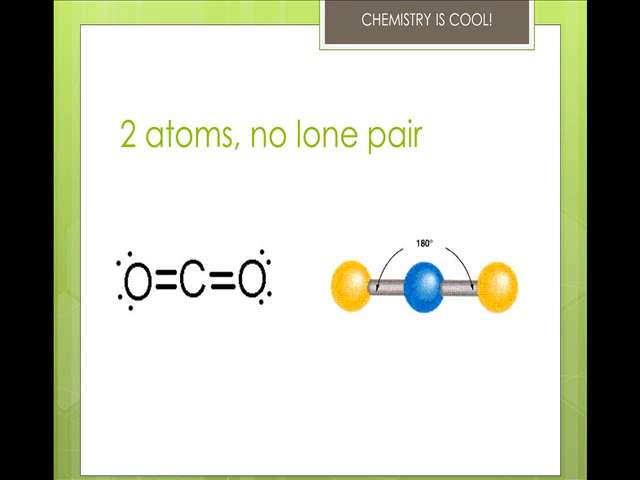 CHEMISTRY IS COOL!
2 atoms, no lone pair
O=C=O
180°